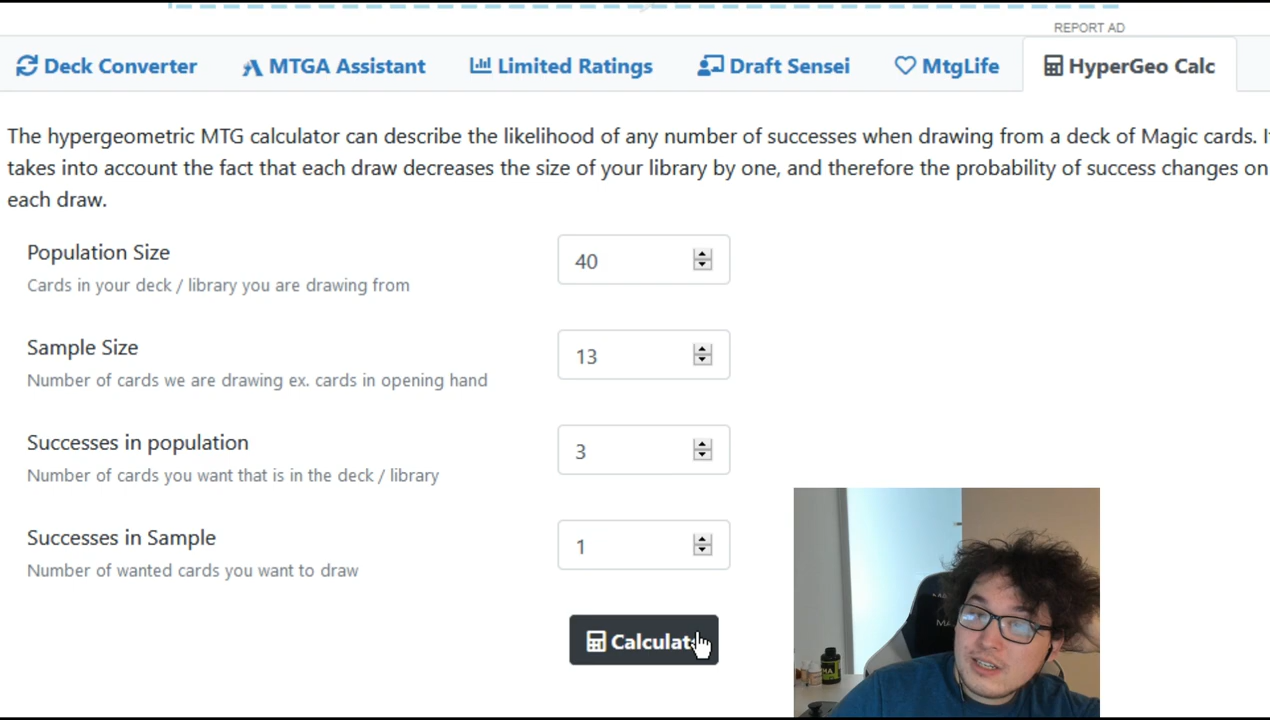 REPORT AD
Deck Converter MTGA Assistant Limited Ratings Draft Sensei MtgLife HyperGeo Calc
The hypergeometric MTG calculator can describe the likelihood of any number of successes when drawing from a deck of Magic cards. It
takes into account the fact that each draw decreases the size of your library by one, and therefore the probability of success changes on
each draw.
Population Size
40
Cards in your deck / library you are drawing from
Sample Size
13
Number of cards we are drawing ex. cards in opening hand
Successes in population
3
Number of cards you want that is in the deck / library
Successes in Sample
1
Number of wanted cards you want to draw
Calculat